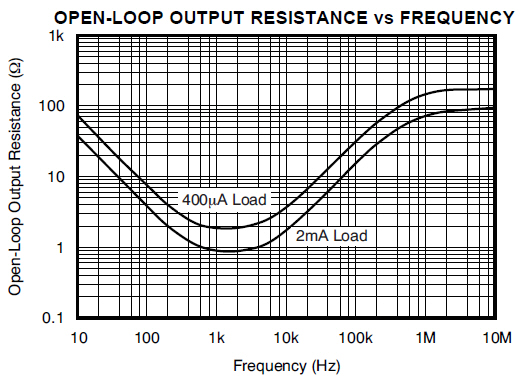 OPEN-LOOP OUTPUT RESISTANCE vs FREQUENCY
1k
100
10
1
0.1
Open-Loop Output Resistance (Ω)
400µA Load
2mA Load
10 100 1k 10k 100k 1M 10M
Frequency (Hz)